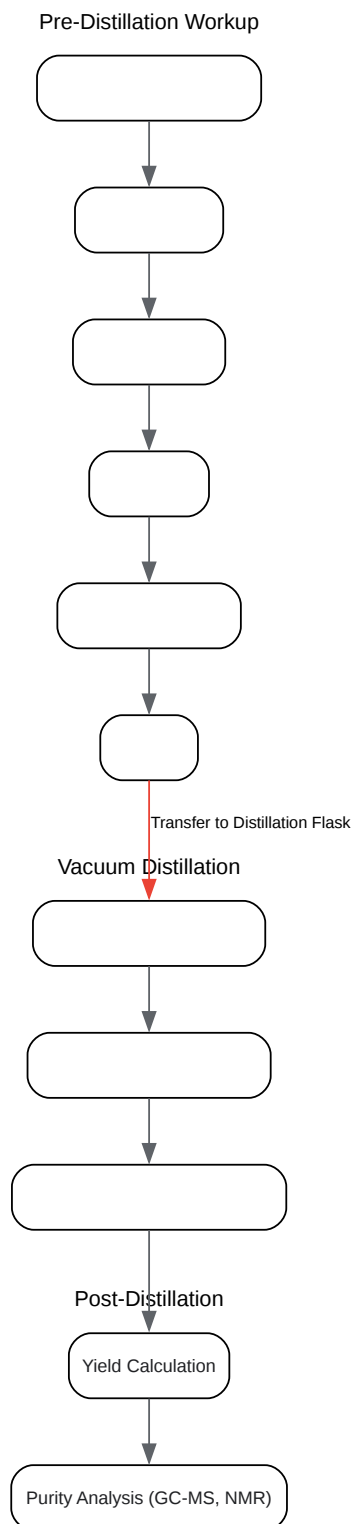 Pre-Distillation Workup
Transfer to Distillation Flask
Vacuum Distillation
Post-Distillation
Yield Calculation
Purity Analysis (GC-MS, NMR)